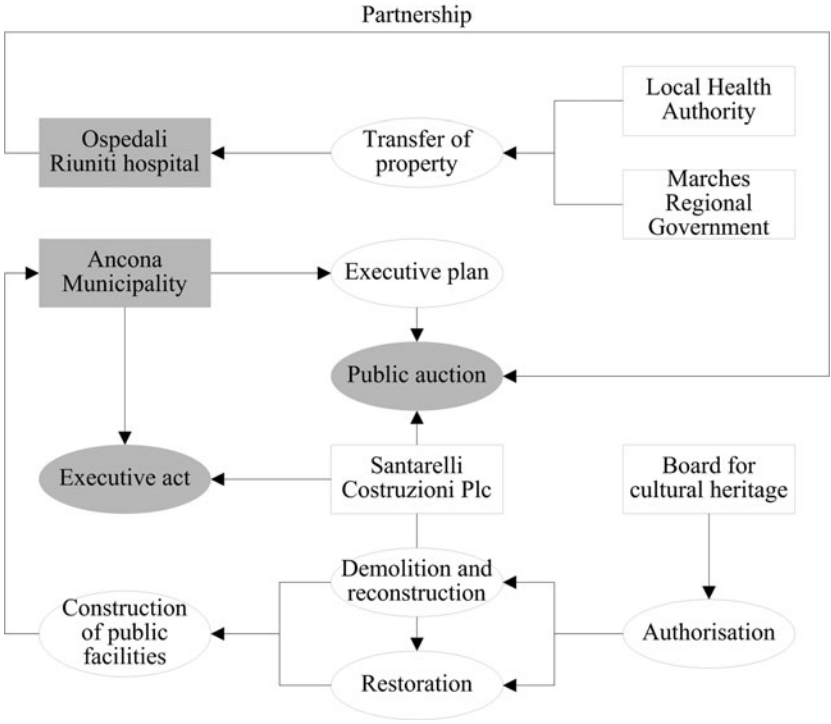 Partnership
Local Health
Authority
Ospedali
Riuniti hospital
Transfer of
property
Marches
Regional
Government
Ancona
Municipality
Executive plan
Public auction
Executive act
Santarelli
Costruzioni Plc
Board for
cultural heritage
Demolition and
reconstruction
Construction
of public
facilities
Authorisation
Restoration